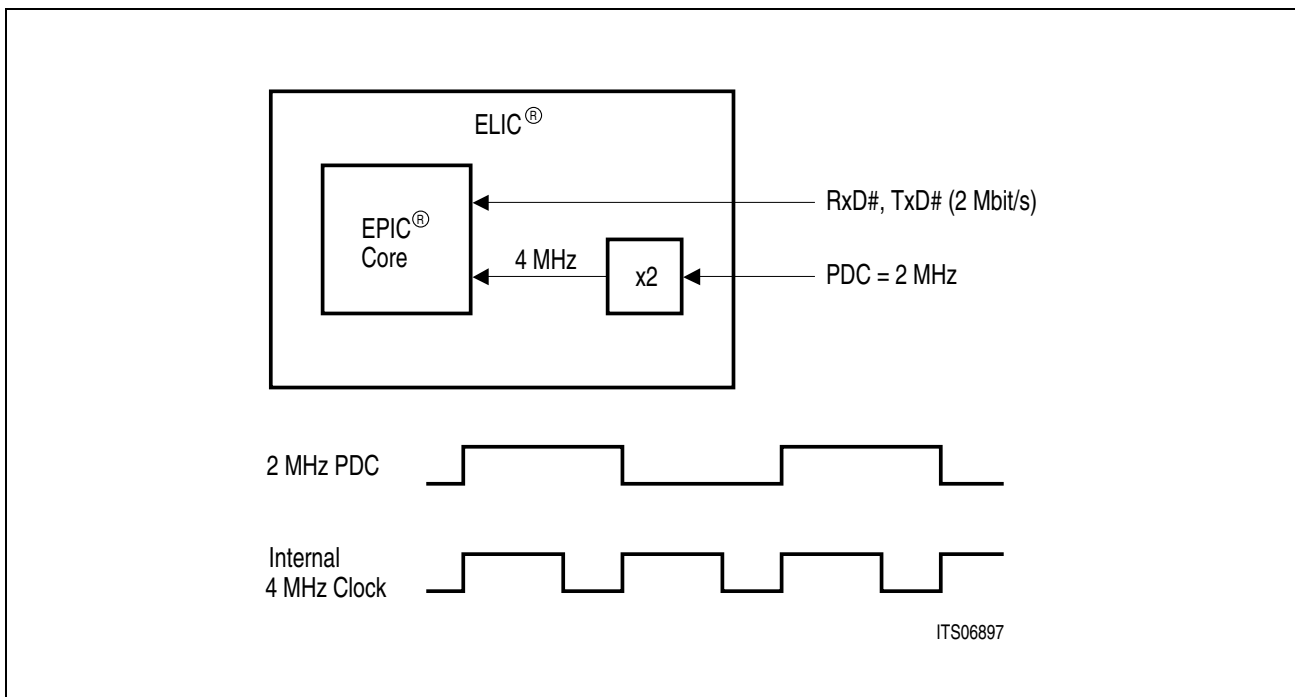 ELIC®
EPIC®
Core
4 MHz
x2
RxD#, TxD# (2 Mbit/s)
PDC = 2 MHz
2 MHz PDC
Internal
4 MHz Clock
ITS06897